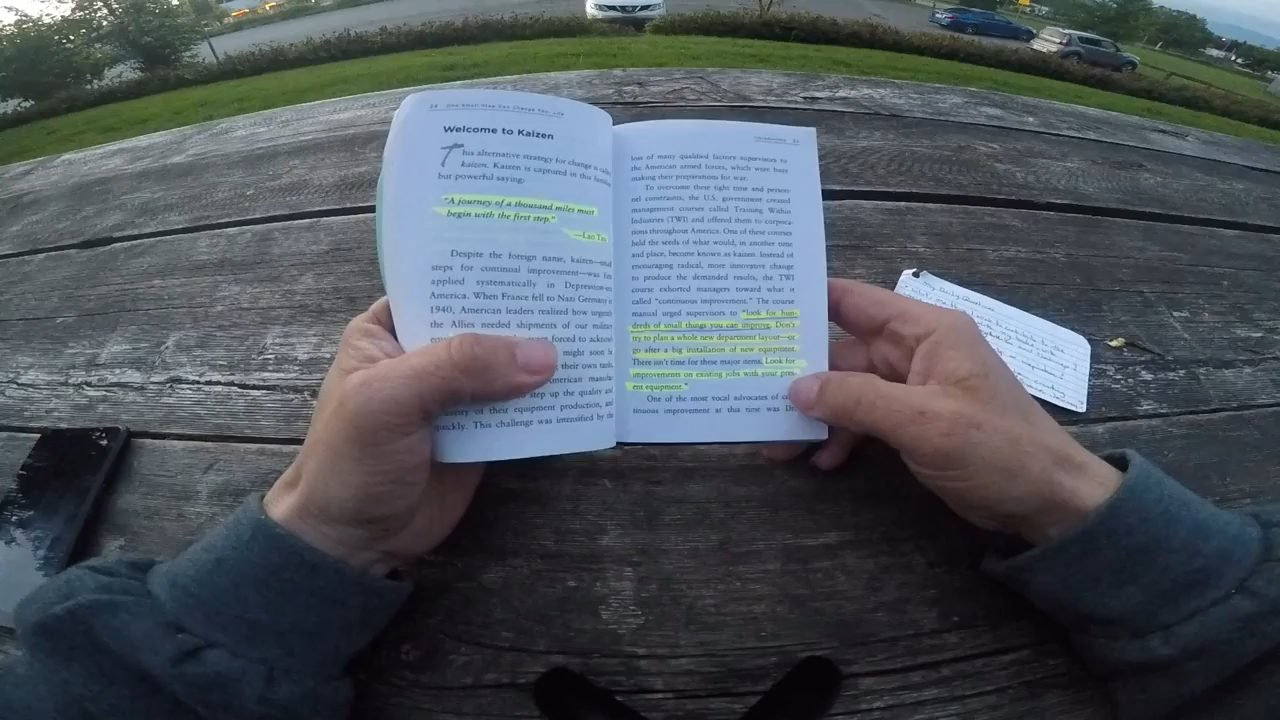 24 One Small Step Can Change Your Life
Welcome to Kaizen
This alternative strategy for change is
kaizen. Kaizen is captured in this
but powerful saying:
"A journey of a thousand miles must
begin with the first step."
—Lao Tzu
Despite the foreign name, kaizen—small
steps for continual improvement—was first
applied systematically in Depression-era
America. When France fell to Nazi Germany in
1940, American leaders realized how urgently
the Allies needed shipments of our military
forced to
might soon
their own tank
American
step up the quality and
of their equipment production, and
quickly. This challenge was intensified by the
loss of many qualified factory supervisors to
the American armed forces, which were busy
making their preparations for war.
To overcome these tight time and person-
nel constraints, the U.S. government created
management courses called Training Within
Industries (TWI) and offered them to corpora-
tions throughout America. One of these courses
held the seeds of what would, in another time
and place, become known as kaizen. Instead of
encouraging radical, more innovative change
to produce the demanded results, the TWI
course exhorted managers toward what it
called "continuous improvement." The course
manual urged supervisors to "look for hun-
dreds of small things you can improve. Don't
try to plan a whole new department layout—or
go after a big installation of new equipment.
There isn't time for these major items. Look for
improvements on existing jobs with your pres-
ent equipment."
One of the most vocal advocates of
tinuous improvement at this time was Dr.
My Daily Questions